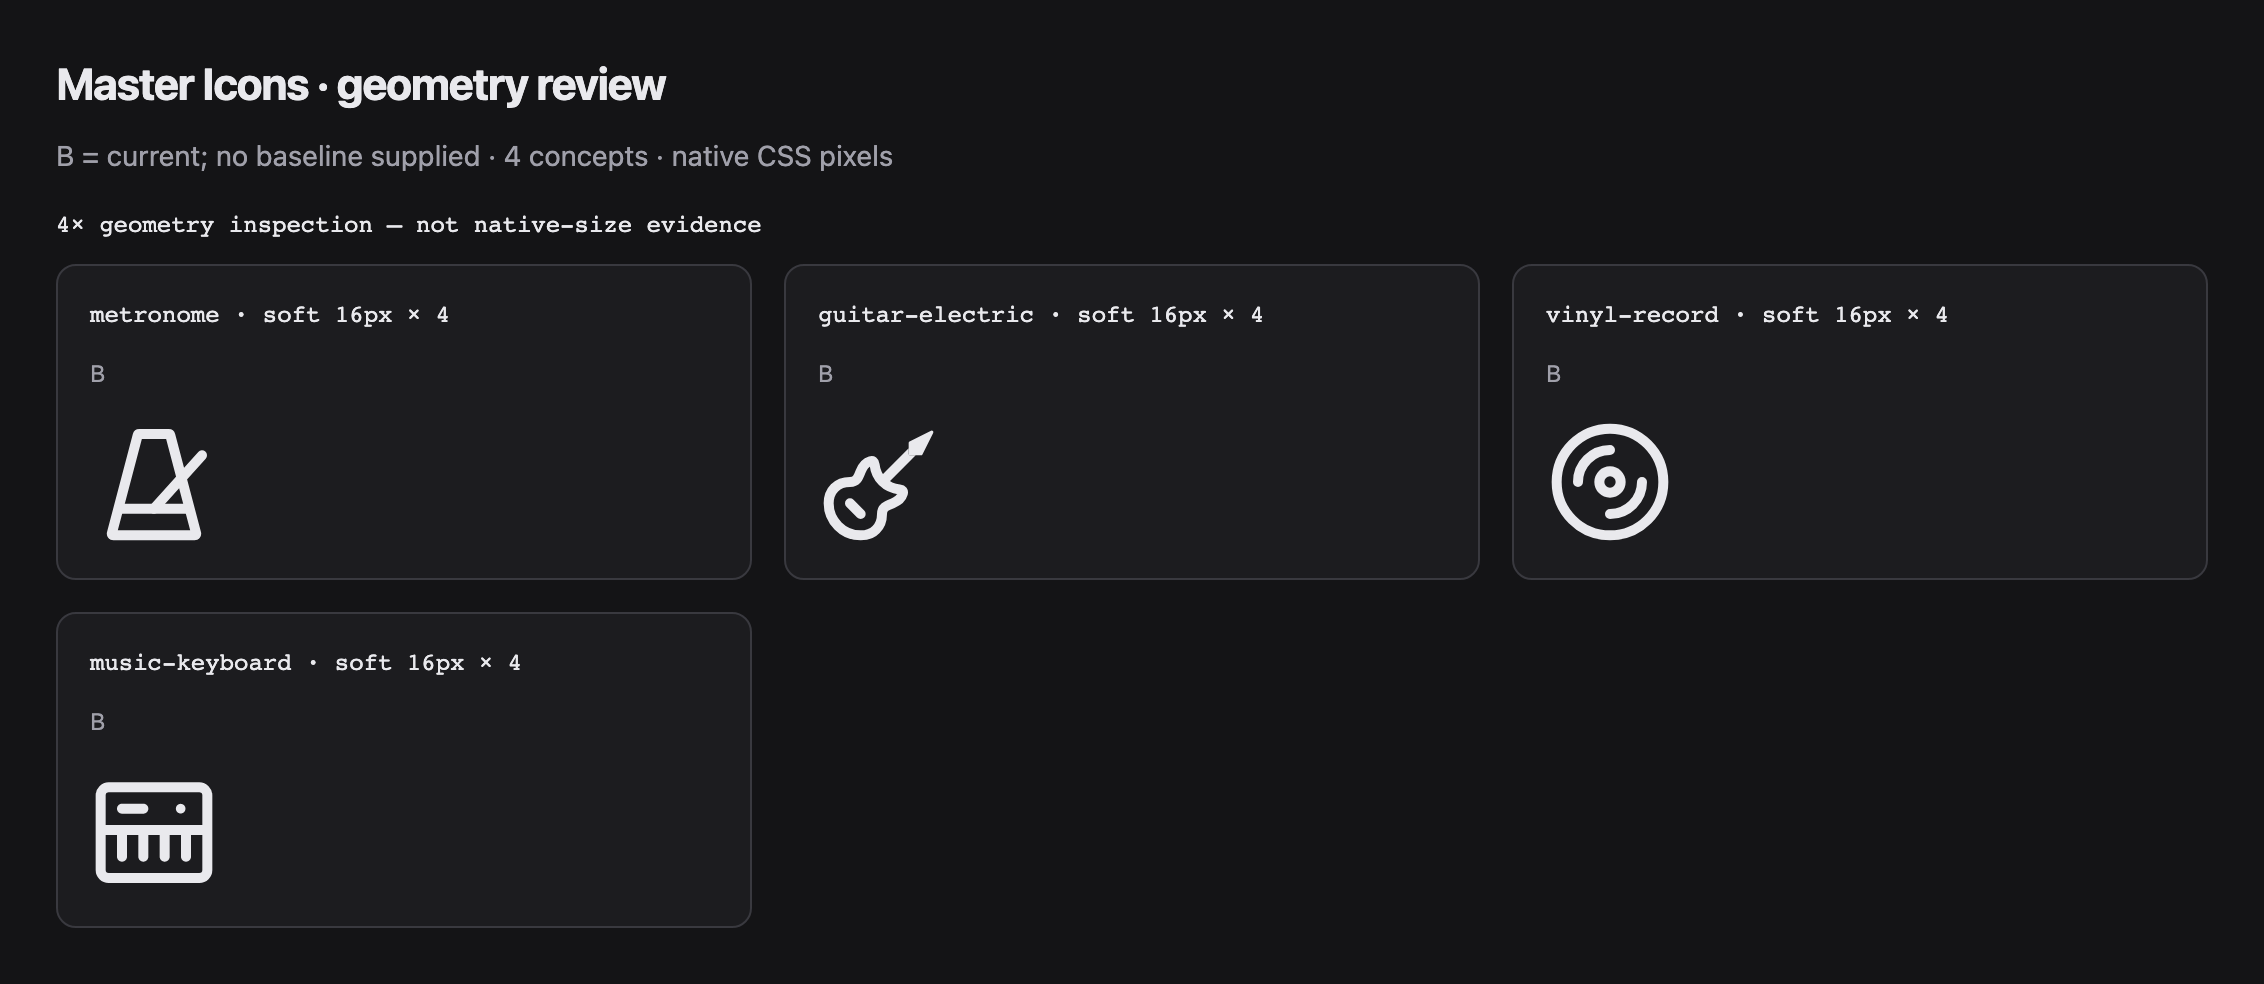 Master Icons · geometry review
B = current; no baseline supplied · 4 concepts · native CSS pixels
4× geometry inspection — not native-size evidence
metronome · soft 16px × 4
B
guitar-electric · soft 16px × 4
B
vinyl-record · soft 16px × 4
B
music-keyboard · soft 16px × 4
B